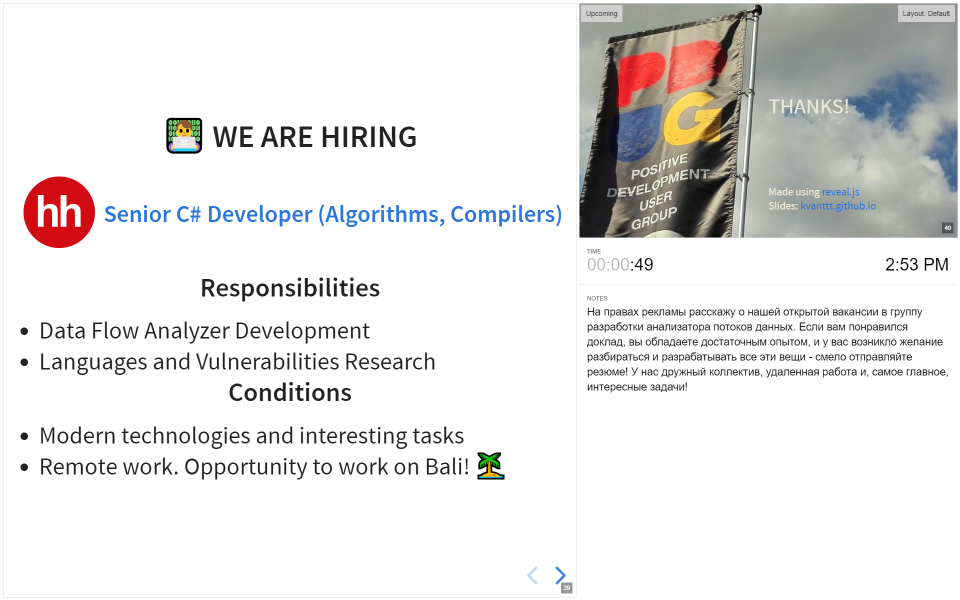 WE ARE HIRING
hh
Senior C# Developer (Algorithms, Compilers)
Responsibilities
Data Flow Analyzer Development
Languages and Vulnerabilities Research
Conditions
Modern technologies and interesting tasks
Remote work. Opportunity to work on Bali!
39
Upcoming
Layout: Default
PD
UG
POSITIVE
DEVELOPMENT
USER
GROUP
THANKS!
Made using reveal.js
Slides: kvanttt.github.io
40
TIME
00:00:49
2:53 PM
NOTES
На правах рекламы расскажу о нашей открытой вакансии в группу
разработки анализатора потоков данных. Если вам понравился
доклад, вы обладаете достаточным опытом, и у вас возникло желание
разбираться и разрабатывать все эти вещи - смело отправляйте
резюме! У нас дружный коллектив, удаленная работа и, самое главное,
интересные задачи!